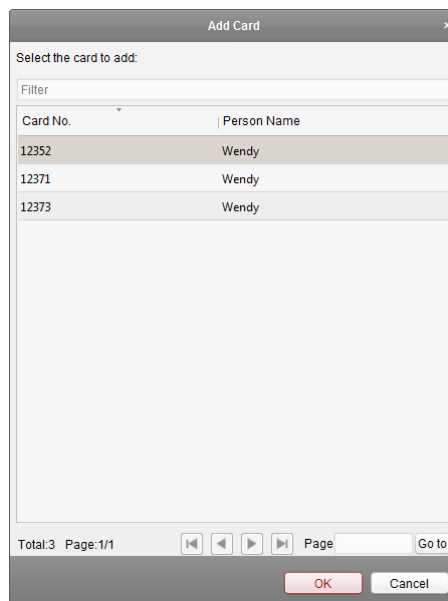 Add Card
Select the card to add:
Filter
Card No. Person Name
12352 Wendy
12371 Wendy
12373 Wendy
Total:3 Page:1/1 Page Go to
OK Cancel